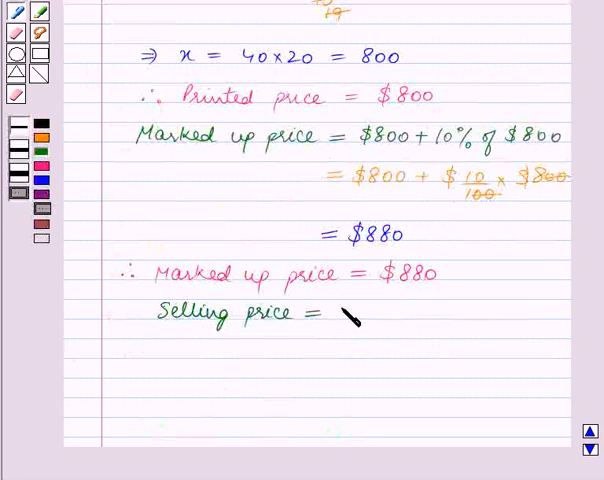 ⇒ x = 40×20 = 800
∴ Printed price = $800
Marked up price = $800 + 10% of $800
= $800 + $ 10/100 × $800
= $880
∴ Marked up price = $880
Selling price =